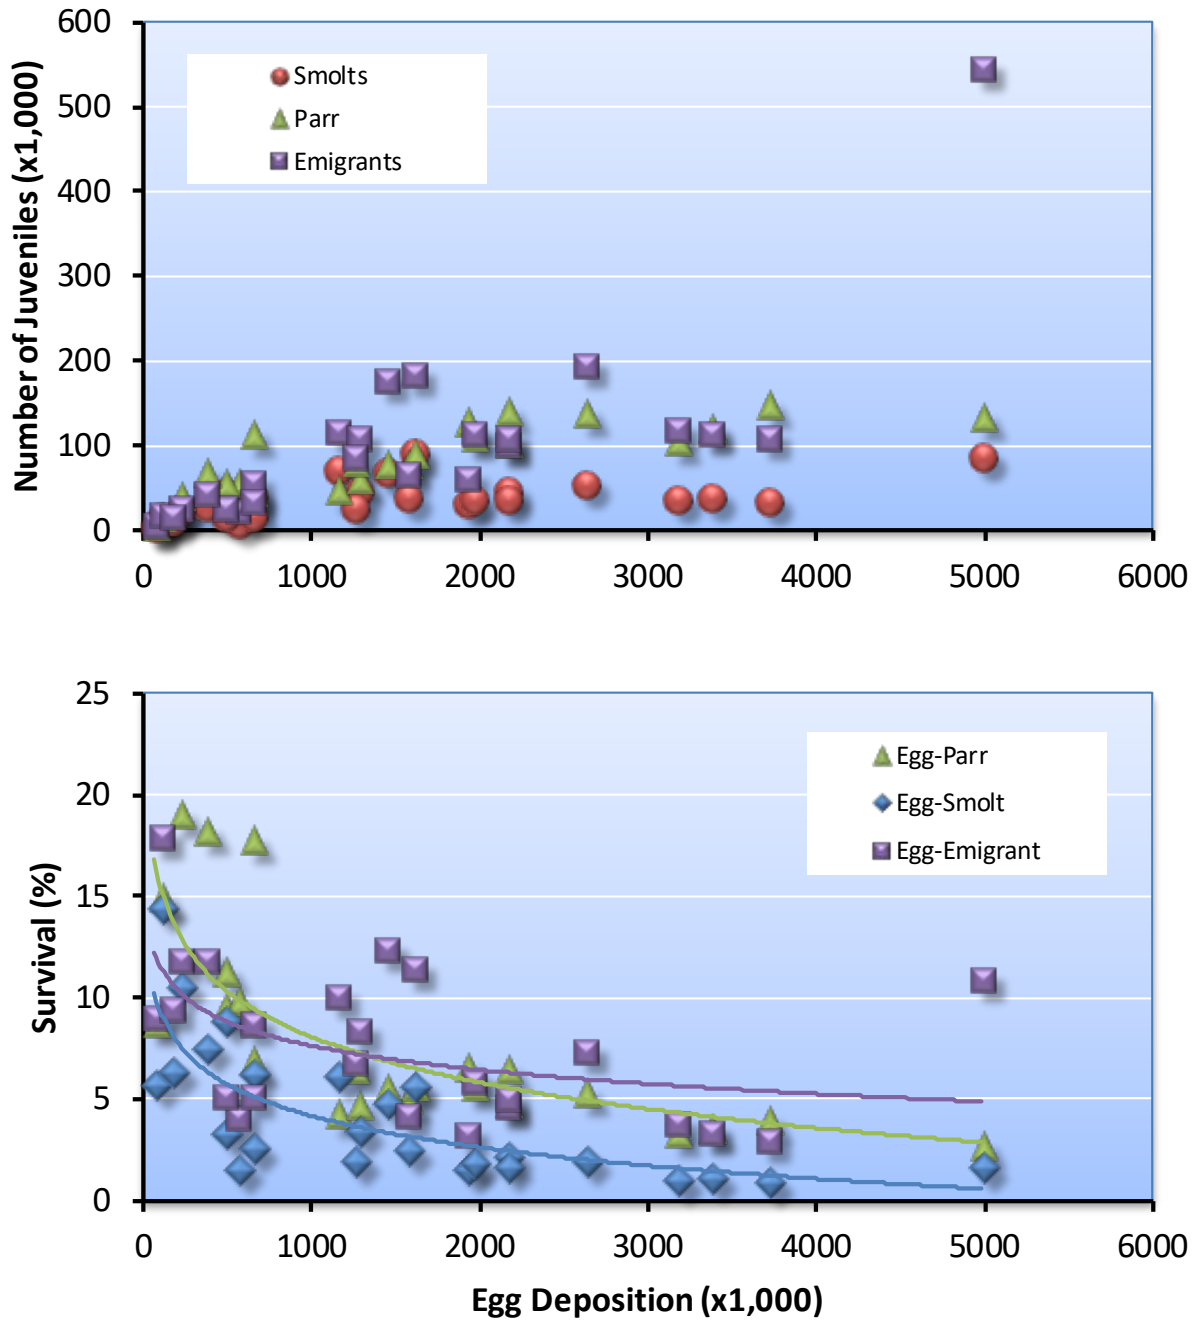 600
500
400
300
200
100
0
Number of Juveniles (x1,000)
Smolts
Parr
Emigrants
0 1000 2000 3000 4000 5000 6000
25
20
15
10
5
0
Survival (%)
Egg-Parr
Egg-Smolt
Egg-Emigrant
0 1000 2000 3000 4000 5000 6000
Egg Deposition (x1,000)